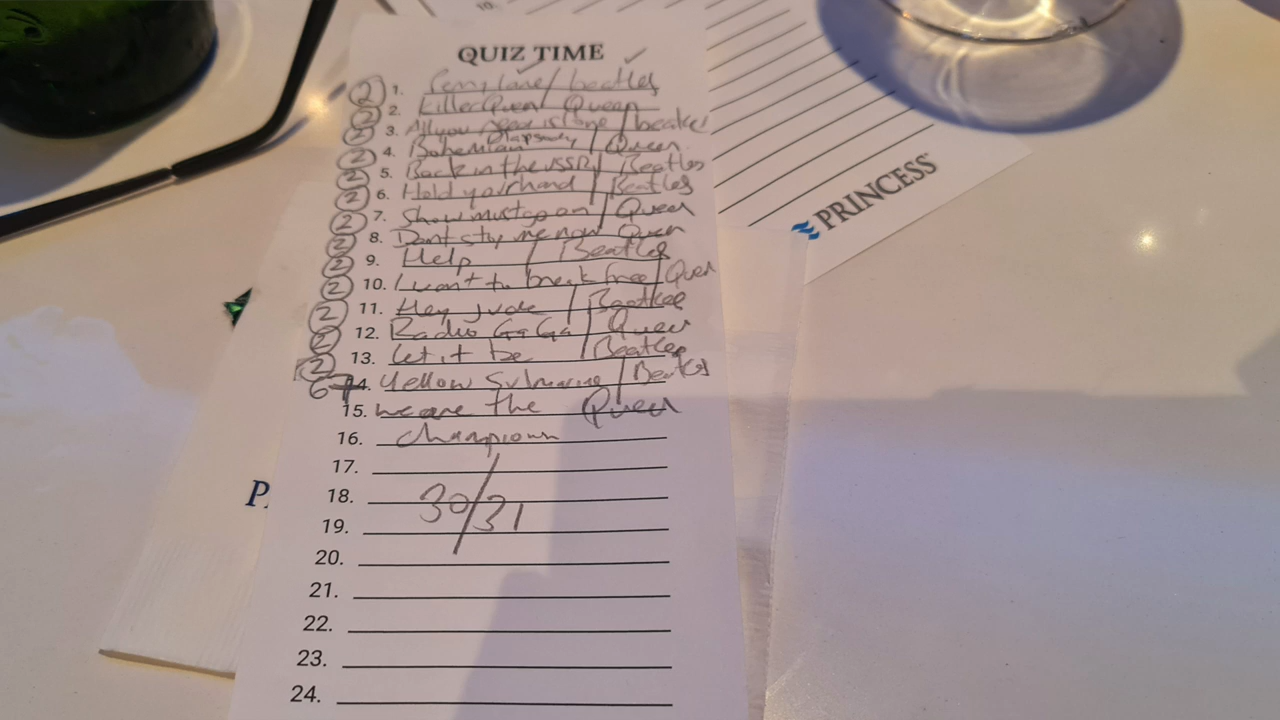 10.
QUIZ TIME
② 1. Penny lane / beatles
② 2. Killer Queen Queen
② 3. All you need is love / beatles
② 4. Bohemian Rhapsody / Queen
② 5. Back in the USSR / Beatles
② 6. Hold your hand / Beatles
② 7. Show must go on / Queen
② 8. Dont stop me now Queen
② 9. Help / Beatles
② 10. I want to break free / Queen
② 11. Hey Jude / Beatles
② 12. Radio Ga Ga / Queen
② 13. Let it be / Beatles
14. Yellow Submarine / Beatles
15. we are the Queen
16. Champions
17.
18. 30/31
19.
20.
21.
22.
23.
24.
PRINCESS
P